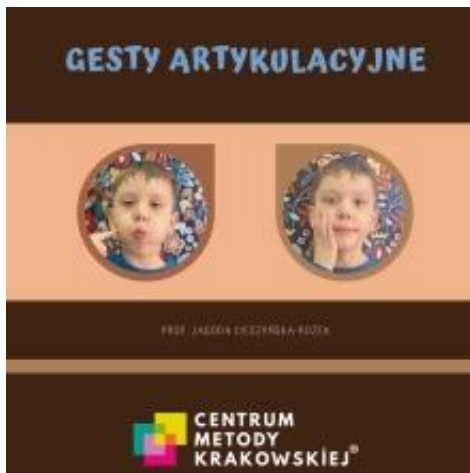 GESTY ARTYKULACYJNE
PROF. JAGODA CIESZYŃSKA-ROŻEK
CENTRUM
METODY
KRAKOWSKIEJ®